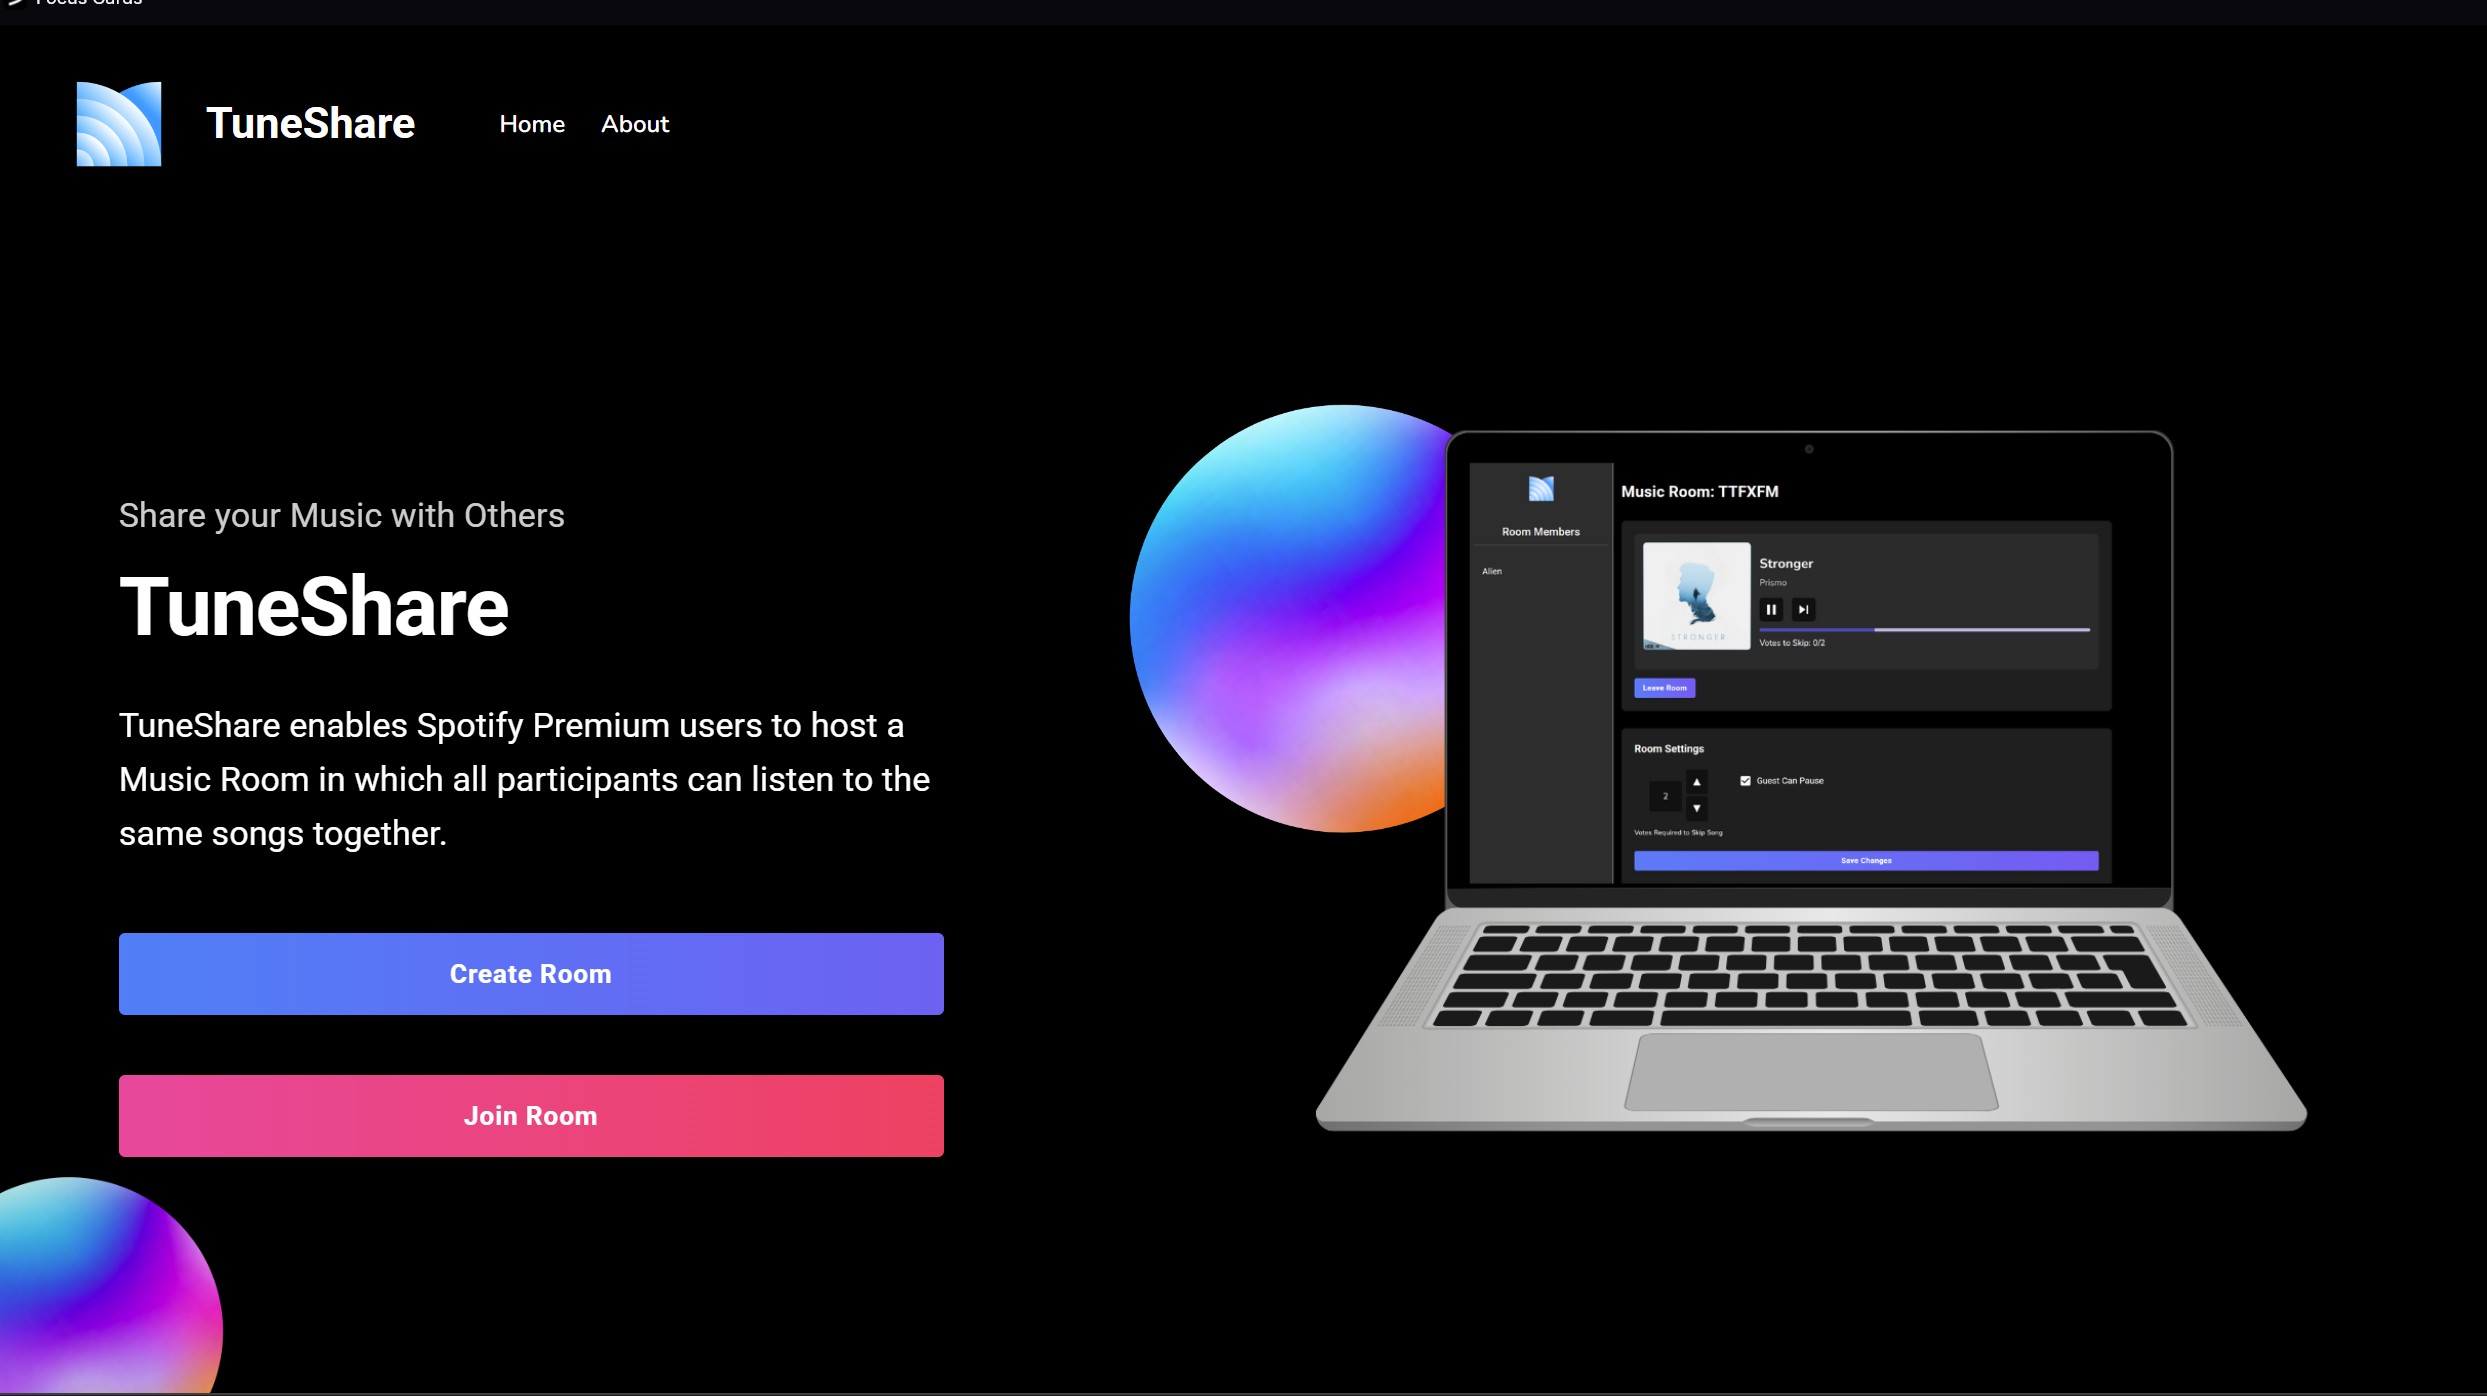 Focus Cards
TuneShare
Home
About
Share your Music with Others
TuneShare
TuneShare enables Spotify Premium users to host a
Music Room in which all participants can listen to the
same songs together.
Create Room
Join Room
Room Members
Alien
Music Room: TTFXFM
STRONGER
Stronger
Prismo
Votes to Skip: 0/2
Leave Room
Room Settings
2
Guest Can Pause
Votes Required to Skip Song
Save Changes